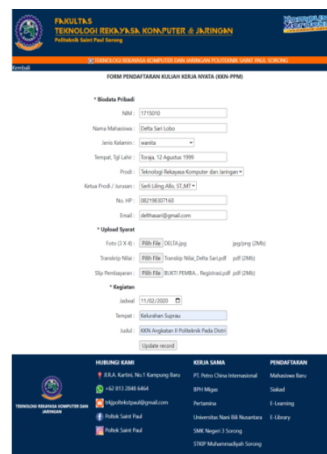 FAKULTAS
TEKNOLOGI REKAYASA KOMPUTER & JARINGAN
Politeknik Saint Paul Sorong
TEKNOLOGI REKAYASA KOMPUTER DAN JARINGAN POLITEKNIK SAINT PAUL SORONG
Kembali
FORM PENDAFTARAN KULIAH KERJA NYATA (KKN-PPM)
* Biodata Pribadi
NIM : 1715010
Nama Mahasiswa : Delta Sari Lobo
Jenis Kelamin : wanita
Tempat, Tgl Lahir : Toraja, 12 Agustus 1999
Prodi : Teknologi Rekayasa Komputer dan Jaringan
Ketua Prodi / Jurusan : Serli Liling Allo, ST.,MT
No. HP : 082198307160
Email : delthasari@gmail.com
* Upload Syarat
Foto (3 X 4) : Pilih File DELTA.jpg jpg/png (2Mb)
Transkrip Nilai : Pilih File Transkip Nilai_Delta Sari.pdf pdf (2Mb)
Slip Pembayaran : Pilih File BUKTI PEMBA... Registrasi.pdf pdf (2Mb)
* Kegiatan
Jadwal 11/02/2020
Tempat : Kelurahan Suprau
Judul : KKN Angkatan II Politeknik Pada Distri
Update record
HUBUNGI KAMI KERJA SAMA PENDAFTARAN
Jl.R.A. Kartini, No.1 Kampung Baru PT. Petro China Internasional Mahasiswa Baru
+62 813 2848 6464 BPH Migas Siakad
trkjpoltekstpaul@gmail.com Pertamina E-Learning
TEKNOLOGI REKAYASA KOMPUTER DAN JARINGAN
Poltek Saint Paul Universitas Nani Bili Nusantara E-Library
Poltek Saint Paul SMK Negeri 3 Sorong
STKIP Muhammadiyah Sorong